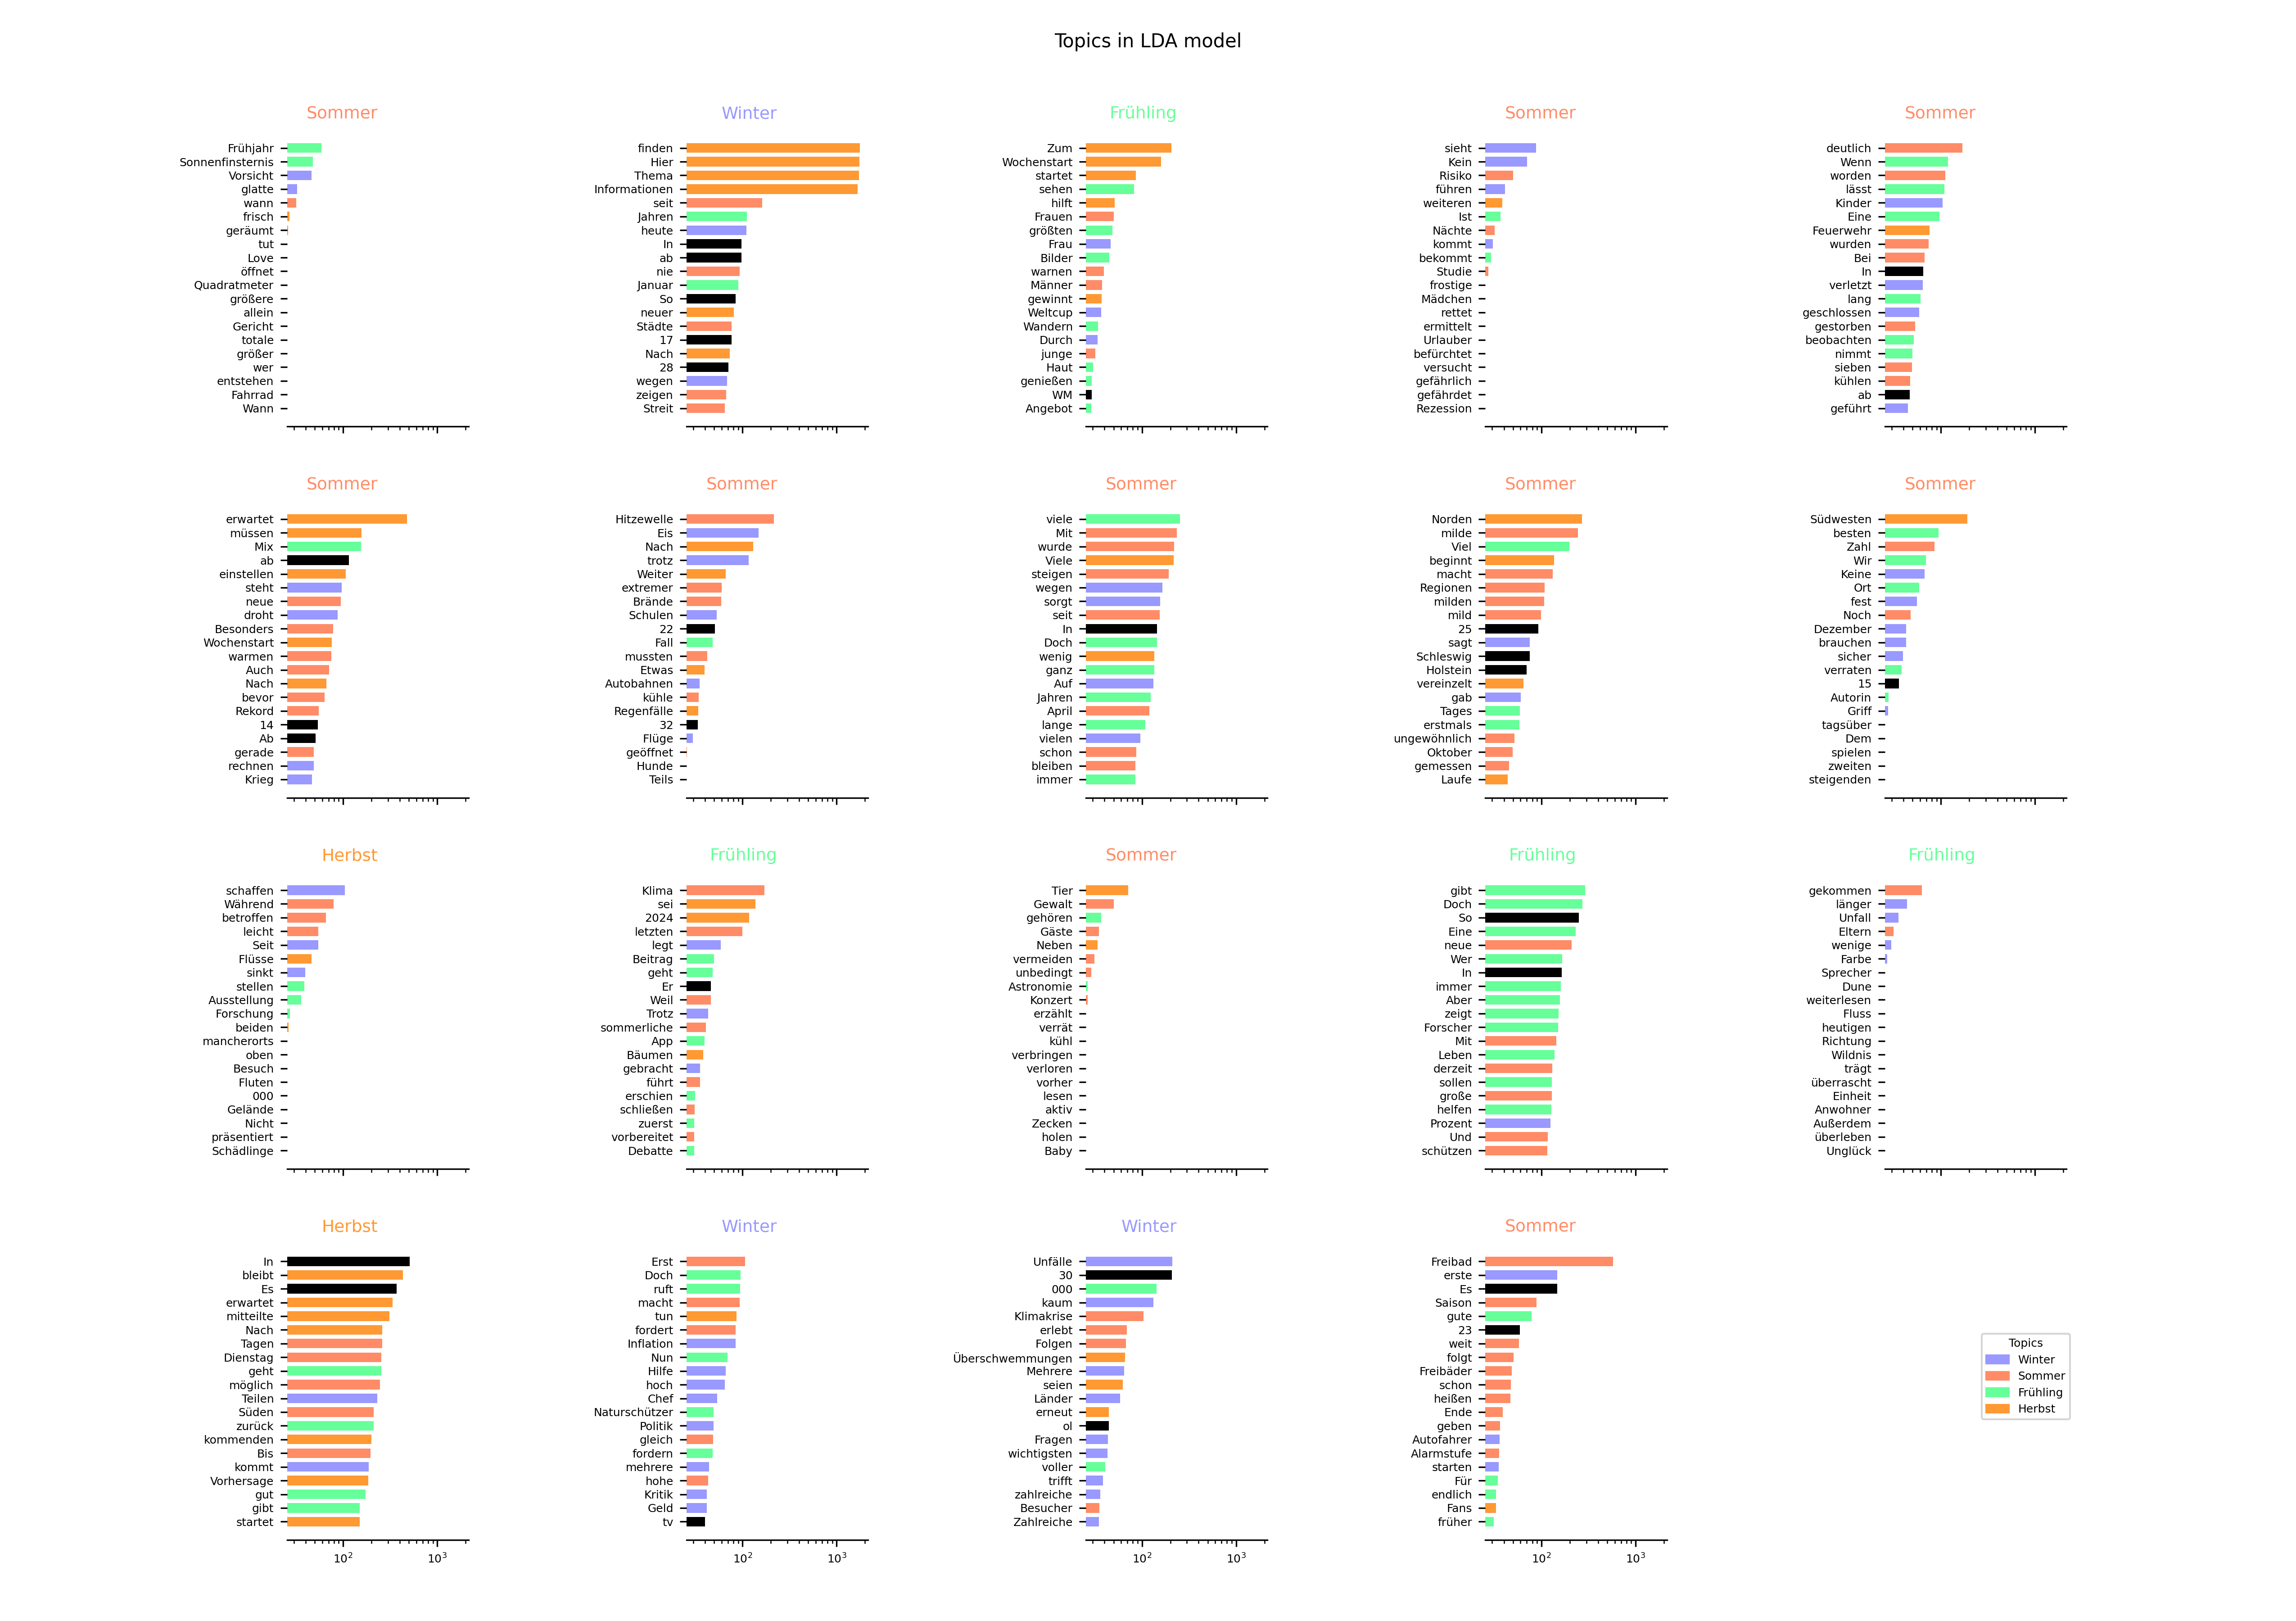 Topics in LDA model
Sommer
Frühjahr
Sonnenfinsternis
Vorsicht
glatte
wann
frisch
geräumt
tut
Love
öffnet
Quadratmeter
größere
allein
Gericht
totale
größer
wer
entstehen
Fahrrad
Wann
Winter
finden
Hier
Thema
Informationen
seit
Jahren
heute
In
ab
nie
Januar
So
neuer
Städte
17
Nach
28
wegen
zeigen
Streit
Frühling
Zum
Wochenstart
startet
sehen
hilft
Frauen
größten
Frau
Bilder
warnen
Männer
gewinnt
Weltcup
Wandern
Durch
junge
Haut
genießen
WM
Angebot
Sommer
sieht
Kein
Risiko
führen
weiteren
Ist
Nächte
kommt
bekommt
Studie
frostige
Mädchen
rettet
ermittelt
Urlauber
befürchtet
versucht
gefährlich
gefährdet
Rezession
Sommer
deutlich
Wenn
worden
lässt
Kinder
Eine
Feuerwehr
wurden
Bei
In
verletzt
lang
geschlossen
gestorben
beobachten
nimmt
sieben
kühlen
ab
geführt
Sommer
erwartet
müssen
Mix
ab
einstellen
steht
neue
droht
Besonders
Wochenstart
warmen
Auch
Nach
bevor
Rekord
14
Ab
gerade
rechnen
Krieg
Sommer
Hitzewelle
Eis
Nach
trotz
Weiter
extremer
Brände
Schulen
22
Fall
mussten
Etwas
Autobahnen
kühle
Regenfälle
32
Flüge
geöffnet
Hunde
Teils
Sommer
viele
Mit
wurde
Viele
steigen
wegen
sorgt
seit
In
Doch
wenig
ganz
Auf
Jahren
April
lange
vielen
schon
bleiben
immer
Sommer
Norden
milde
Viel
beginnt
macht
Regionen
milden
mild
25
sagt
Schleswig
Holstein
vereinzelt
gab
Tages
erstmals
ungewöhnlich
Oktober
gemessen
Laufe
Sommer
Südwesten
besten
Zahl
Wir
Keine
Ort
fest
Noch
Dezember
brauchen
sicher
verraten
15
Autorin
Griff
tagsüber
Dem
spielen
zweiten
steigenden
Herbst
schaffen
Während
betroffen
leicht
Seit
Flüsse
sinkt
stellen
Ausstellung
Forschung
beiden
mancherorts
oben
Besuch
Fluten
000
Gelände
Nicht
präsentiert
Schädlinge
Frühling
Klima
sei
2024
letzten
legt
Beitrag
geht
Er
Weil
Trotz
sommerliche
App
Bäumen
gebracht
führt
erschien
schließen
zuerst
vorbereitet
Debatte
Sommer
Tier
Gewalt
gehören
Gäste
Neben
vermeiden
unbedingt
Astronomie
Konzert
erzählt
verrät
kühl
verbringen
verloren
vorher
lesen
aktiv
Zecken
holen
Baby
Frühling
gibt
Doch
So
Eine
neue
Wer
In
immer
Aber
zeigt
Forscher
Mit
Leben
derzeit
sollen
große
helfen
Prozent
Und
schützen
Frühling
gekommen
länger
Unfall
Eltern
wenige
Farbe
Sprecher
Dune
weiterlesen
Fluss
heutigen
Richtung
Wildnis
trägt
überrascht
Einheit
Anwohner
Außerdem
überleben
Unglück
Herbst
In
bleibt
Es
erwartet
mitteilte
Nach
Tagen
Dienstag
geht
möglich
Teilen
Süden
zurück
kommenden
Bis
kommt
Vorhersage
gut
gibt
startet
10² 10³
Winter
Erst
Doch
ruft
macht
tun
fordert
Inflation
Nun
Hilfe
hoch
Chef
Naturschützer
Politik
gleich
fordern
mehrere
hohe
Kritik
Geld
tv
10² 10³
Winter
Unfälle
30
000
kaum
Klimakrise
erlebt
Folgen
Überschwemmungen
Mehrere
seien
Länder
erneut
ol
Fragen
wichtigsten
voller
trifft
zahlreiche
Besucher
Zahlreiche
10² 10³
Sommer
Freibad
erste
Es
Saison
gute
23
weit
folgt
Freibäder
schon
heißen
Ende
geben
Autofahrer
Alarmstufe
starten
Für
endlich
Fans
früher
10² 10³
Topics
Winter
Sommer
Frühling
Herbst